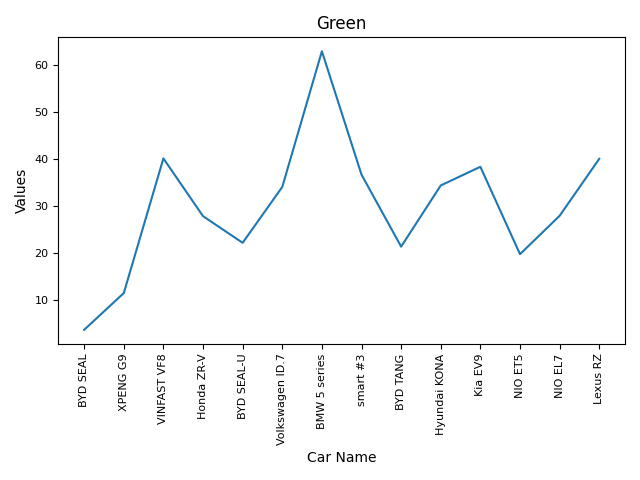 Green
Values
60
50
40
30
20
10
BYD SEAL
XPENG G9
VINFAST VF8
Honda ZR-V
BYD SEAL-U
Volkswagen ID.7
BMW 5 series
smart #3
BYD TANG
Hyundai KONA
Kia EV9
NIO ET5
NIO EL7
Lexus RZ
Car Name